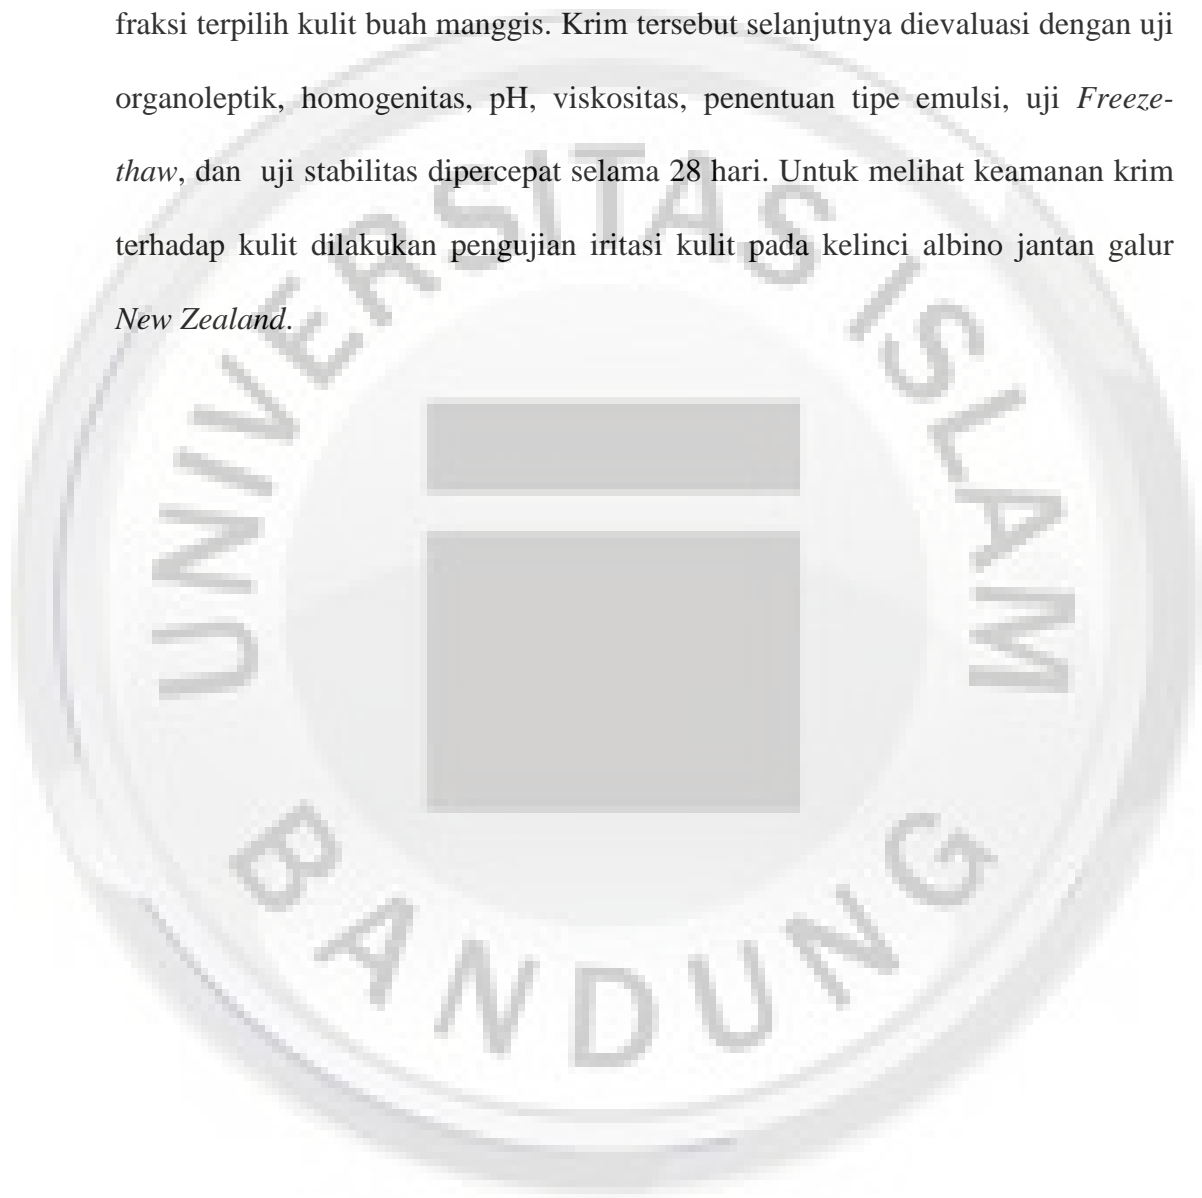 fraksi terpilih kulit buah manggis. Krim tersebut selanjutnya dievaluasi dengan uji
organoleptik, homogenitas, pH, viskositas, penentuan tipe emulsi, uji Freeze-
thaw, dan uji stabilitas dipercepat selama 28 hari. Untuk melihat keamanan krim
terhadap kulit dilakukan pengujian iritasi kulit pada kelinci albino jantan galur
New Zealand.
UNIVERSITAS ISLAM
BANDUNG